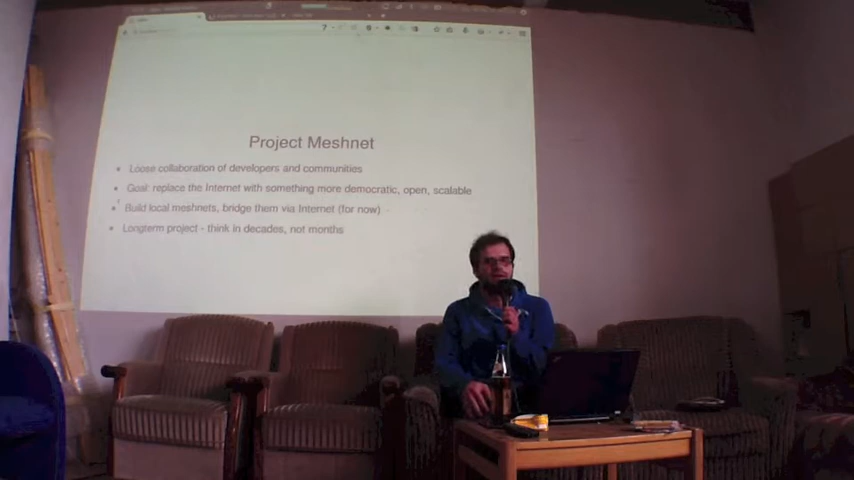 Project Meshnet
Loose collaboration of developers and communities
Goal: replace the Internet with something more democratic, open, scalable
Build local meshnets, bridge them via Internet (for now)
Longterm project - think in decades, not months